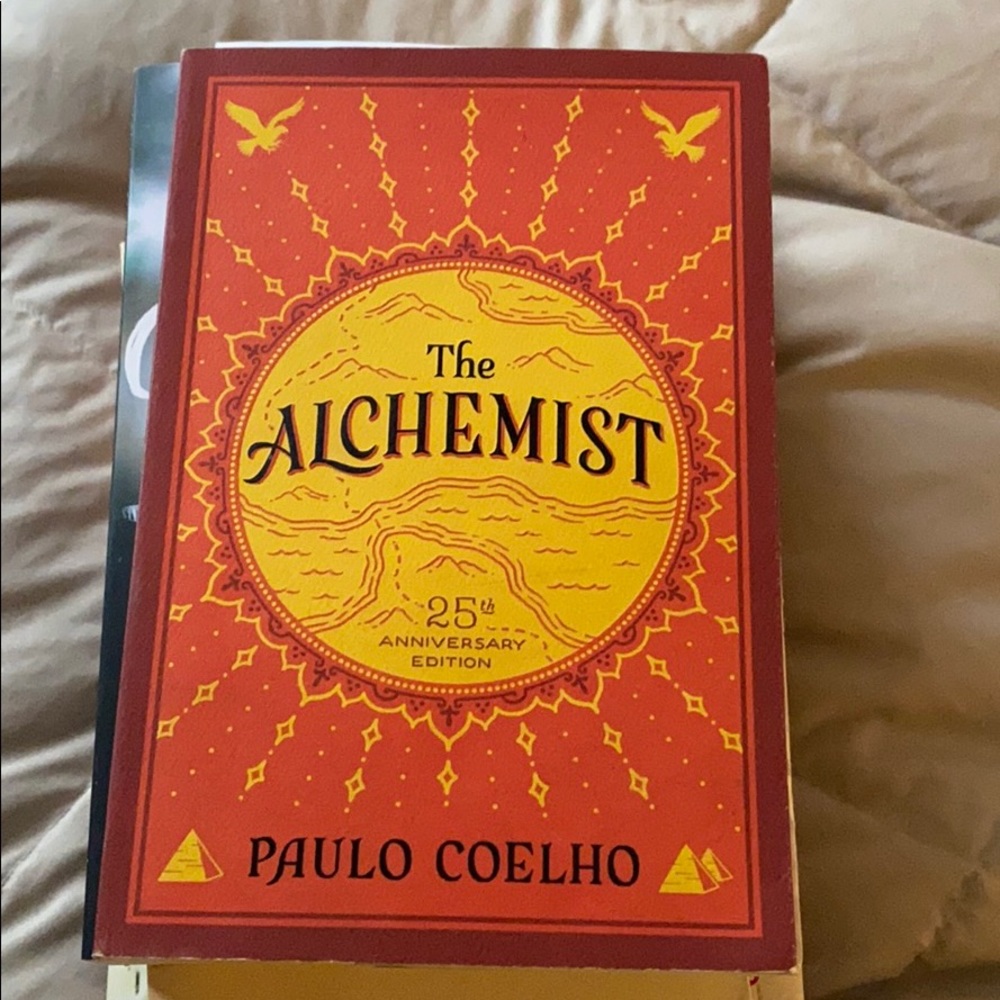 The
ALCHEMIST
25th
ANNIVERSARY
EDITION
PAULO COELHO